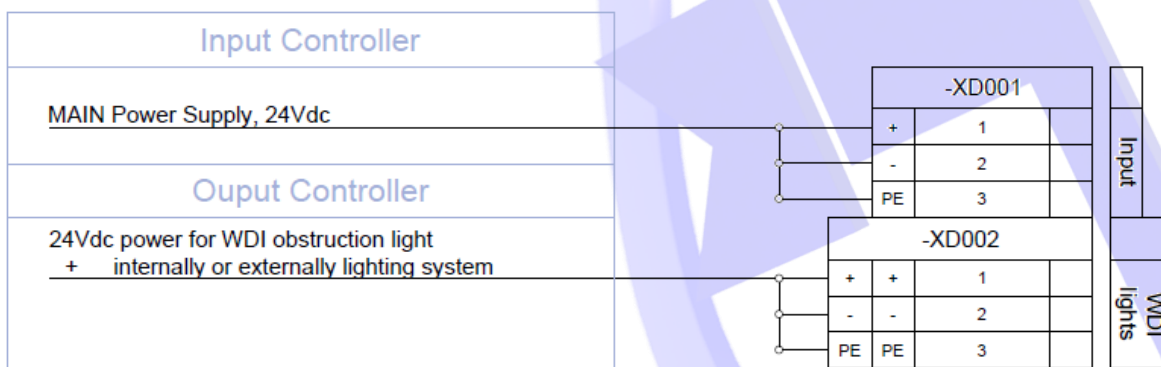 Input Controller
MAIN Power Supply, 24Vdc
-XD001
+ 1
- 2
PE 3
Input
Ouput Controller
24Vdc power for WDI obstruction light
+ internally or externally lighting system
-XD002
+ + 1
- - 2
PE PE 3
WDI
lights